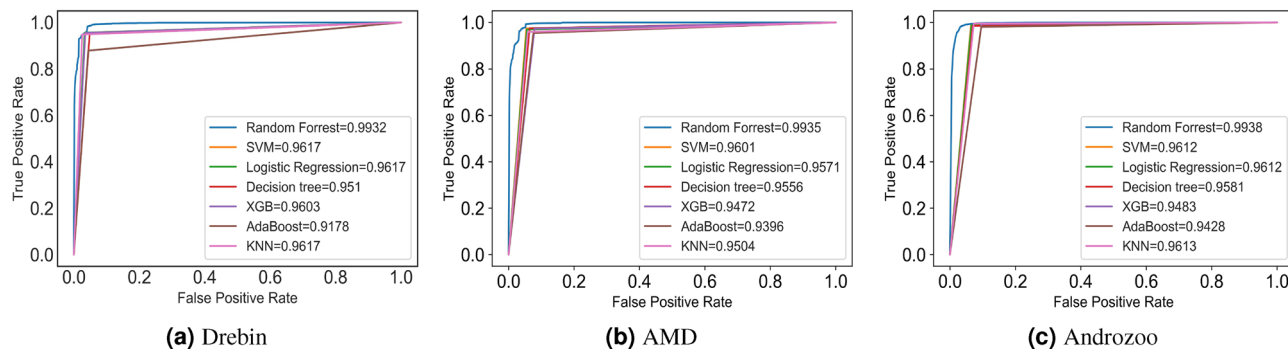 True Positive Rate
1.0
0.8
0.6
0.4
0.2
0.0
Random Forrest=0.9932
SVM=0.9617
Logistic Regression=0.9617
Decision tree=0.951
XGB=0.9603
AdaBoost=0.9178
KNN=0.9617
0.0 0.2 0.4 0.6 0.8 1.0
False Positive Rate
(a) Drebin
True Positive Rate
1.0
0.8
0.6
0.4
0.2
0.0
Random Forrest=0.9935
SVM=0.9601
Logistic Regression=0.9571
Decision tree=0.9556
XGB=0.9472
AdaBoost=0.9396
KNN=0.9504
0.0 0.2 0.4 0.6 0.8 1.0
False Positive Rate
(b) AMD
True Positive Rate
1.0
0.8
0.6
0.4
0.2
0.0
Random Forrest=0.9938
SVM=0.9612
Logistic Regression=0.9612
Decision tree=0.9581
XGB=0.9483
AdaBoost=0.9428
KNN=0.9613
0.0 0.2 0.4 0.6 0.8 1.0
False Positive Rate
(c) Androzoo